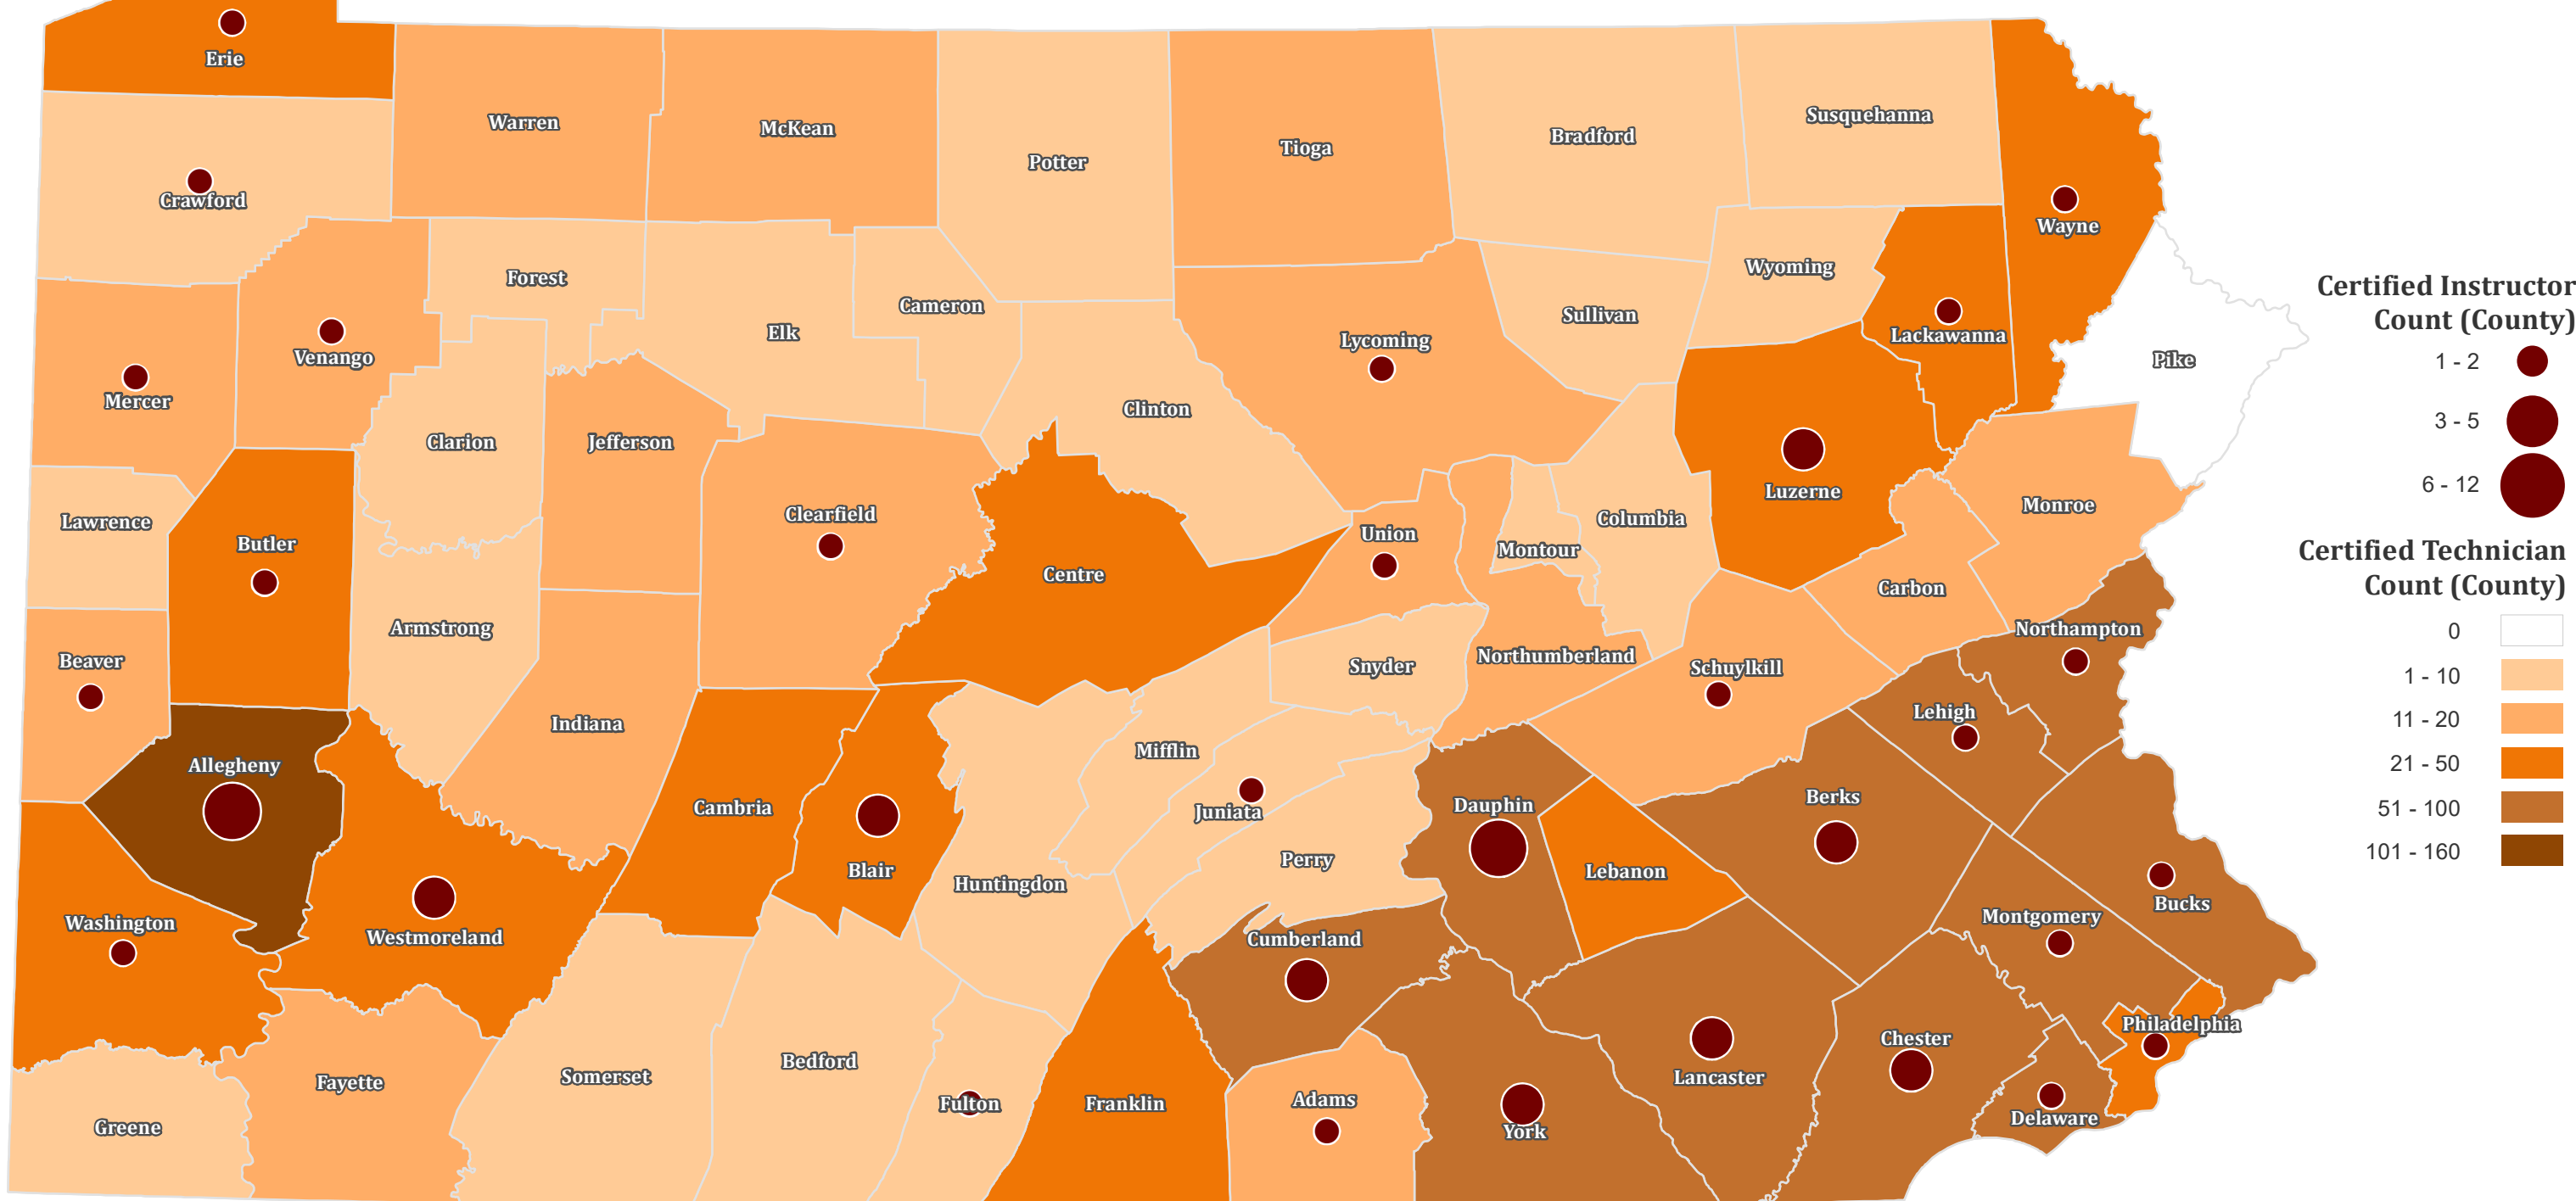 Erie
Warren
McKean
Potter
Tioga
Bradford
Susquehanna
Crawford
Wayne
Forest
Wyoming
Cameron
Elk
Sullivan
Lackawanna
Venango
Lycoming
Pike
Mercer
Clinton
Clarion
Jefferson
Luzerne
Monroe
Lawrence
Butler
Clearfield
Columbia
Union
Montour
Centre
Carbon
Armstrong
Northampton
Beaver
Snyder
Northumberland
Schuylkill
Lehigh
Indiana
Mifflin
Allegheny
Cambria
Juniata
Dauphin
Berks
Blair
Perry
Lebanon
Huntingdon
Bucks
Washington
Westmoreland
Cumberland
Montgomery
Philadelphia
Chester
Fayette
Somerset
Bedford
Lancaster
Greene
Fulton
Franklin
Adams
York
Delaware
Certified Instructor
Count (County)
1 - 2
3 - 5
6 - 12
Certified Technician
Count (County)
0
1 - 10
11 - 20
21 - 50
51 - 100
101 - 160